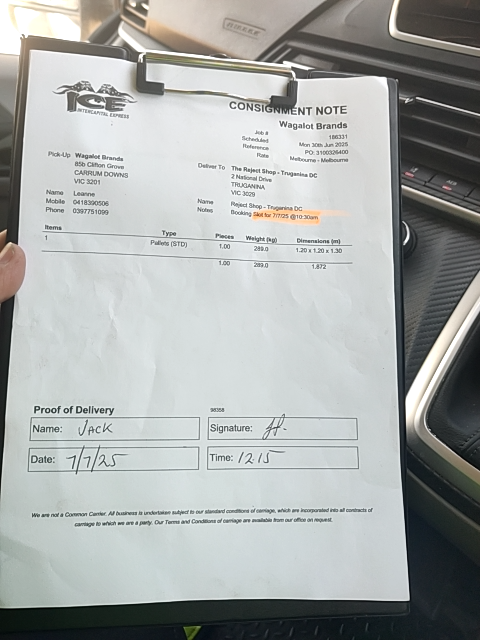 ICE
INTERCAPITAL EXPRESS
CONSIGNMENT NOTE
Wagalot Brands
Job # 186331
Scheduled Mon 30th Jun 2025
Reference PO: 3100326400
Rate Melbourne - Melbourne
Pick-Up Wagalot Brands
85b Clifton Grove
CARRUM DOWNS
VIC 3201
Name Leanne
Mobile 0418390506
Phone 0397751099
Deliver To The Reject Shop - Truganina DC
2 National Drive
TRUGANINA
VIC 3029
Name Reject Shop - Truganina DC
Notes Booking Slot for 7/7/25 @10:30am
Items Type Pieces Weight (kg) Dimensions (m)
1 Pallets (STD) 1.00 289.0 1.20 x 1.20 x 1.30
1.00 289.0 1.872
Proof of Delivery
98358
Name: JACK
Signature:
Date: 7/7/25
Time: 1215
We are not a Common Carrier. All business is undertaken subject to our standard conditions of carriage, which are incorporated into all contracts of
carriage to which we are a party. Our Terms and Conditions of carriage are available from our office on request.